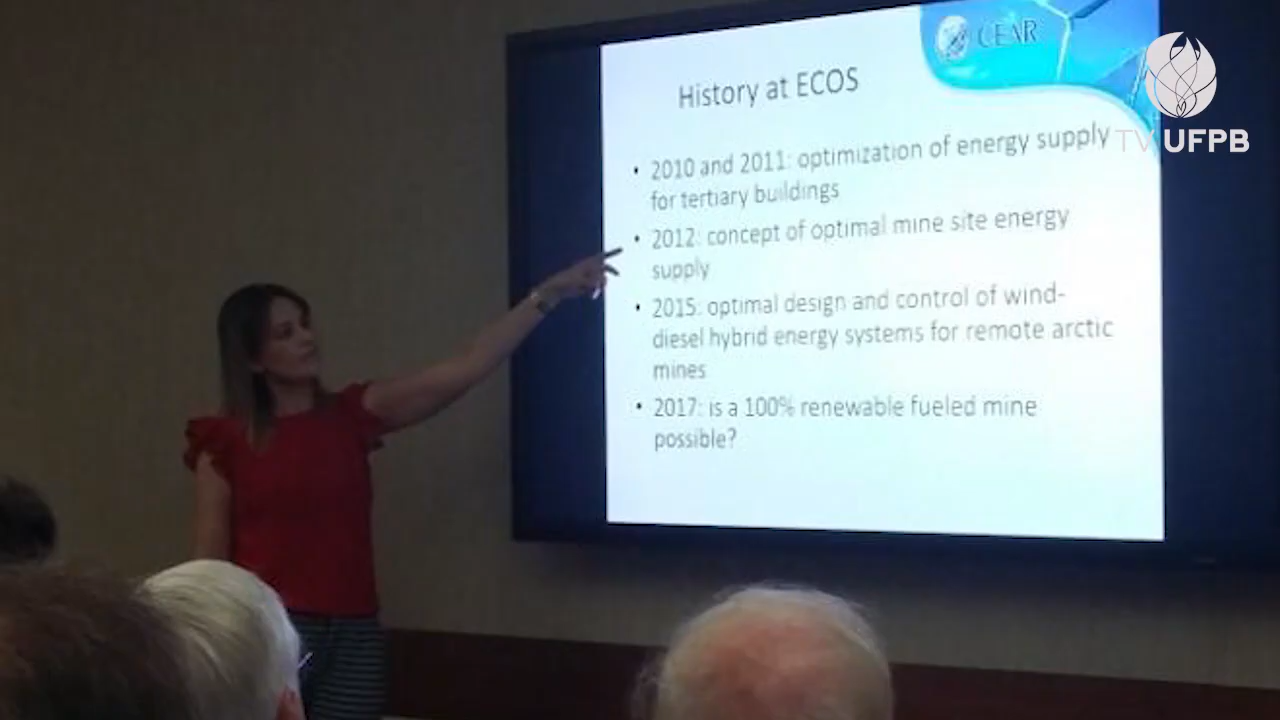 CEAR
TV UFPB
History at ECOS
• 2010 and 2011: optimization of energy supply
for tertiary buildings
• 2012: concept of optimal mine site energy
supply
• 2015: optimal design and control of wind-
diesel hybrid energy systems for remote arctic
mines
• 2017: is a 100% renewable fueled mine
possible?